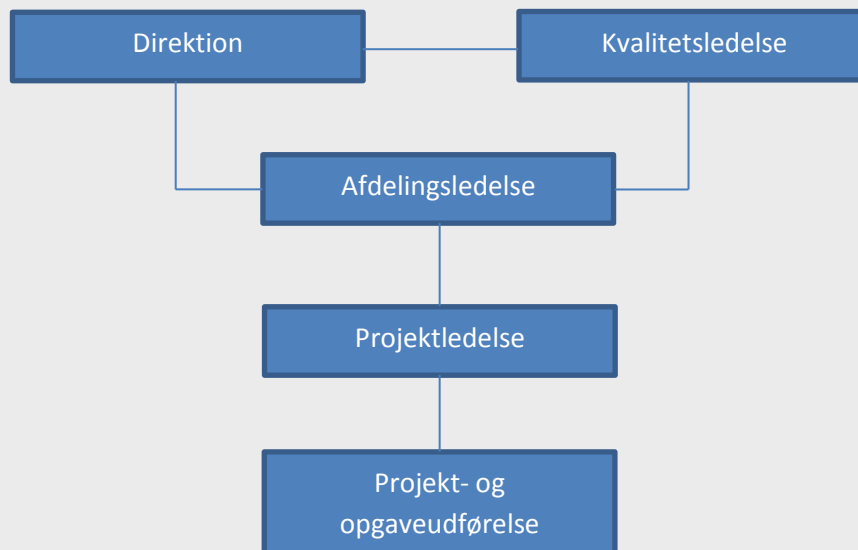 Direktion
Kvalitetsledelse
Afdelingsledelse
Projektledelse
Projekt- og
opgaveudførelse